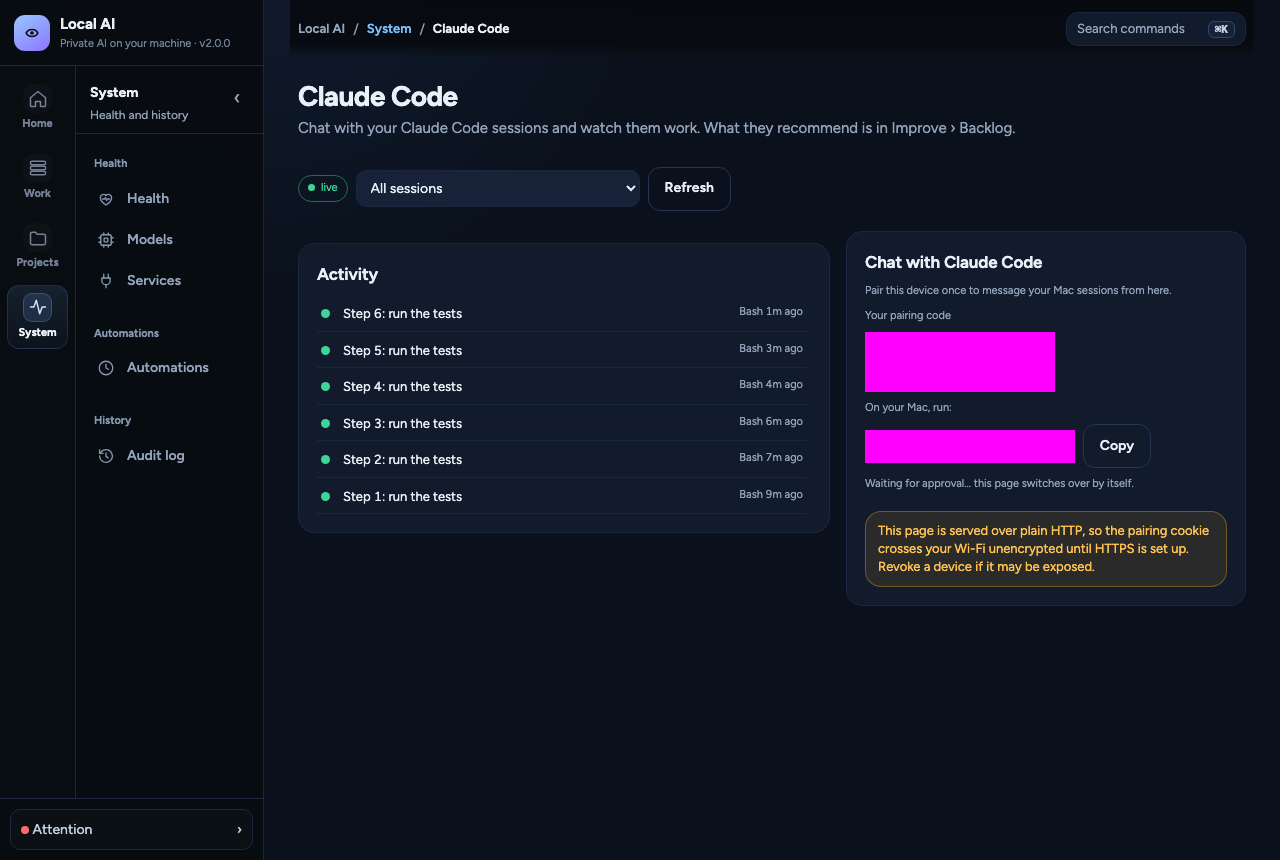 Local AI
Private AI on your machine · v2.0.0
Home
Work
Projects
System
System
Health and history
‹
Health
Health
Models
Services
Automations
Automations
History
Audit log
Attention ›
Local AI / System / Claude Code
Search commands ⌘K
Claude Code
Chat with your Claude Code sessions and watch them work. What they recommend is in Improve › Backlog.
live
All sessions
Refresh
Activity
Step 6: run the tests Bash 1m ago
Step 5: run the tests Bash 3m ago
Step 4: run the tests Bash 4m ago
Step 3: run the tests Bash 6m ago
Step 2: run the tests Bash 7m ago
Step 1: run the tests Bash 9m ago
Chat with Claude Code
Pair this device once to message your Mac sessions from here.
Your pairing code
On your Mac, run:
Copy
Waiting for approval… this page switches over by itself.
This page is served over plain HTTP, so the pairing cookie
crosses your Wi-Fi unencrypted until HTTPS is set up.
Revoke a device if it may be exposed.